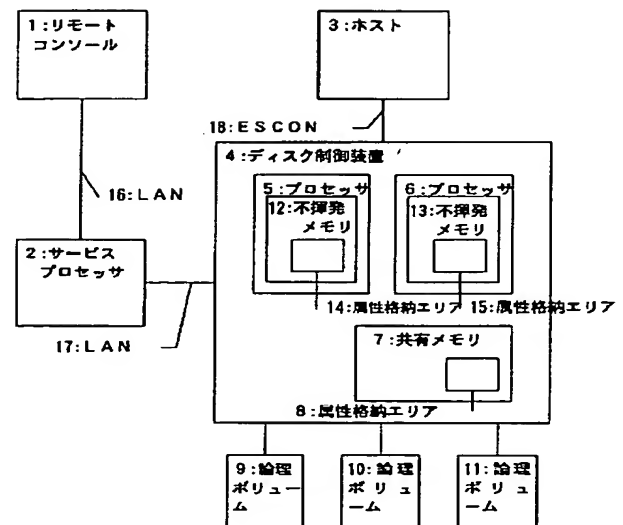 1:リモート
コンソール
3:ホスト
18:ESCON
4:ディスク制御装置
5:プロセッサ
6:プロセッサ
12:不揮発
メモリ
13:不揮発
メモリ
16:LAN
2:サービス
プロセッサ
14:属性格納エリア
15:属性格納エリア
17:LAN
7:共有メモリ
8:属性格納エリア
9:論理
ボリュー
ム
10:論理
ボリュ
ーム
11:論理
ボリュ
ーム